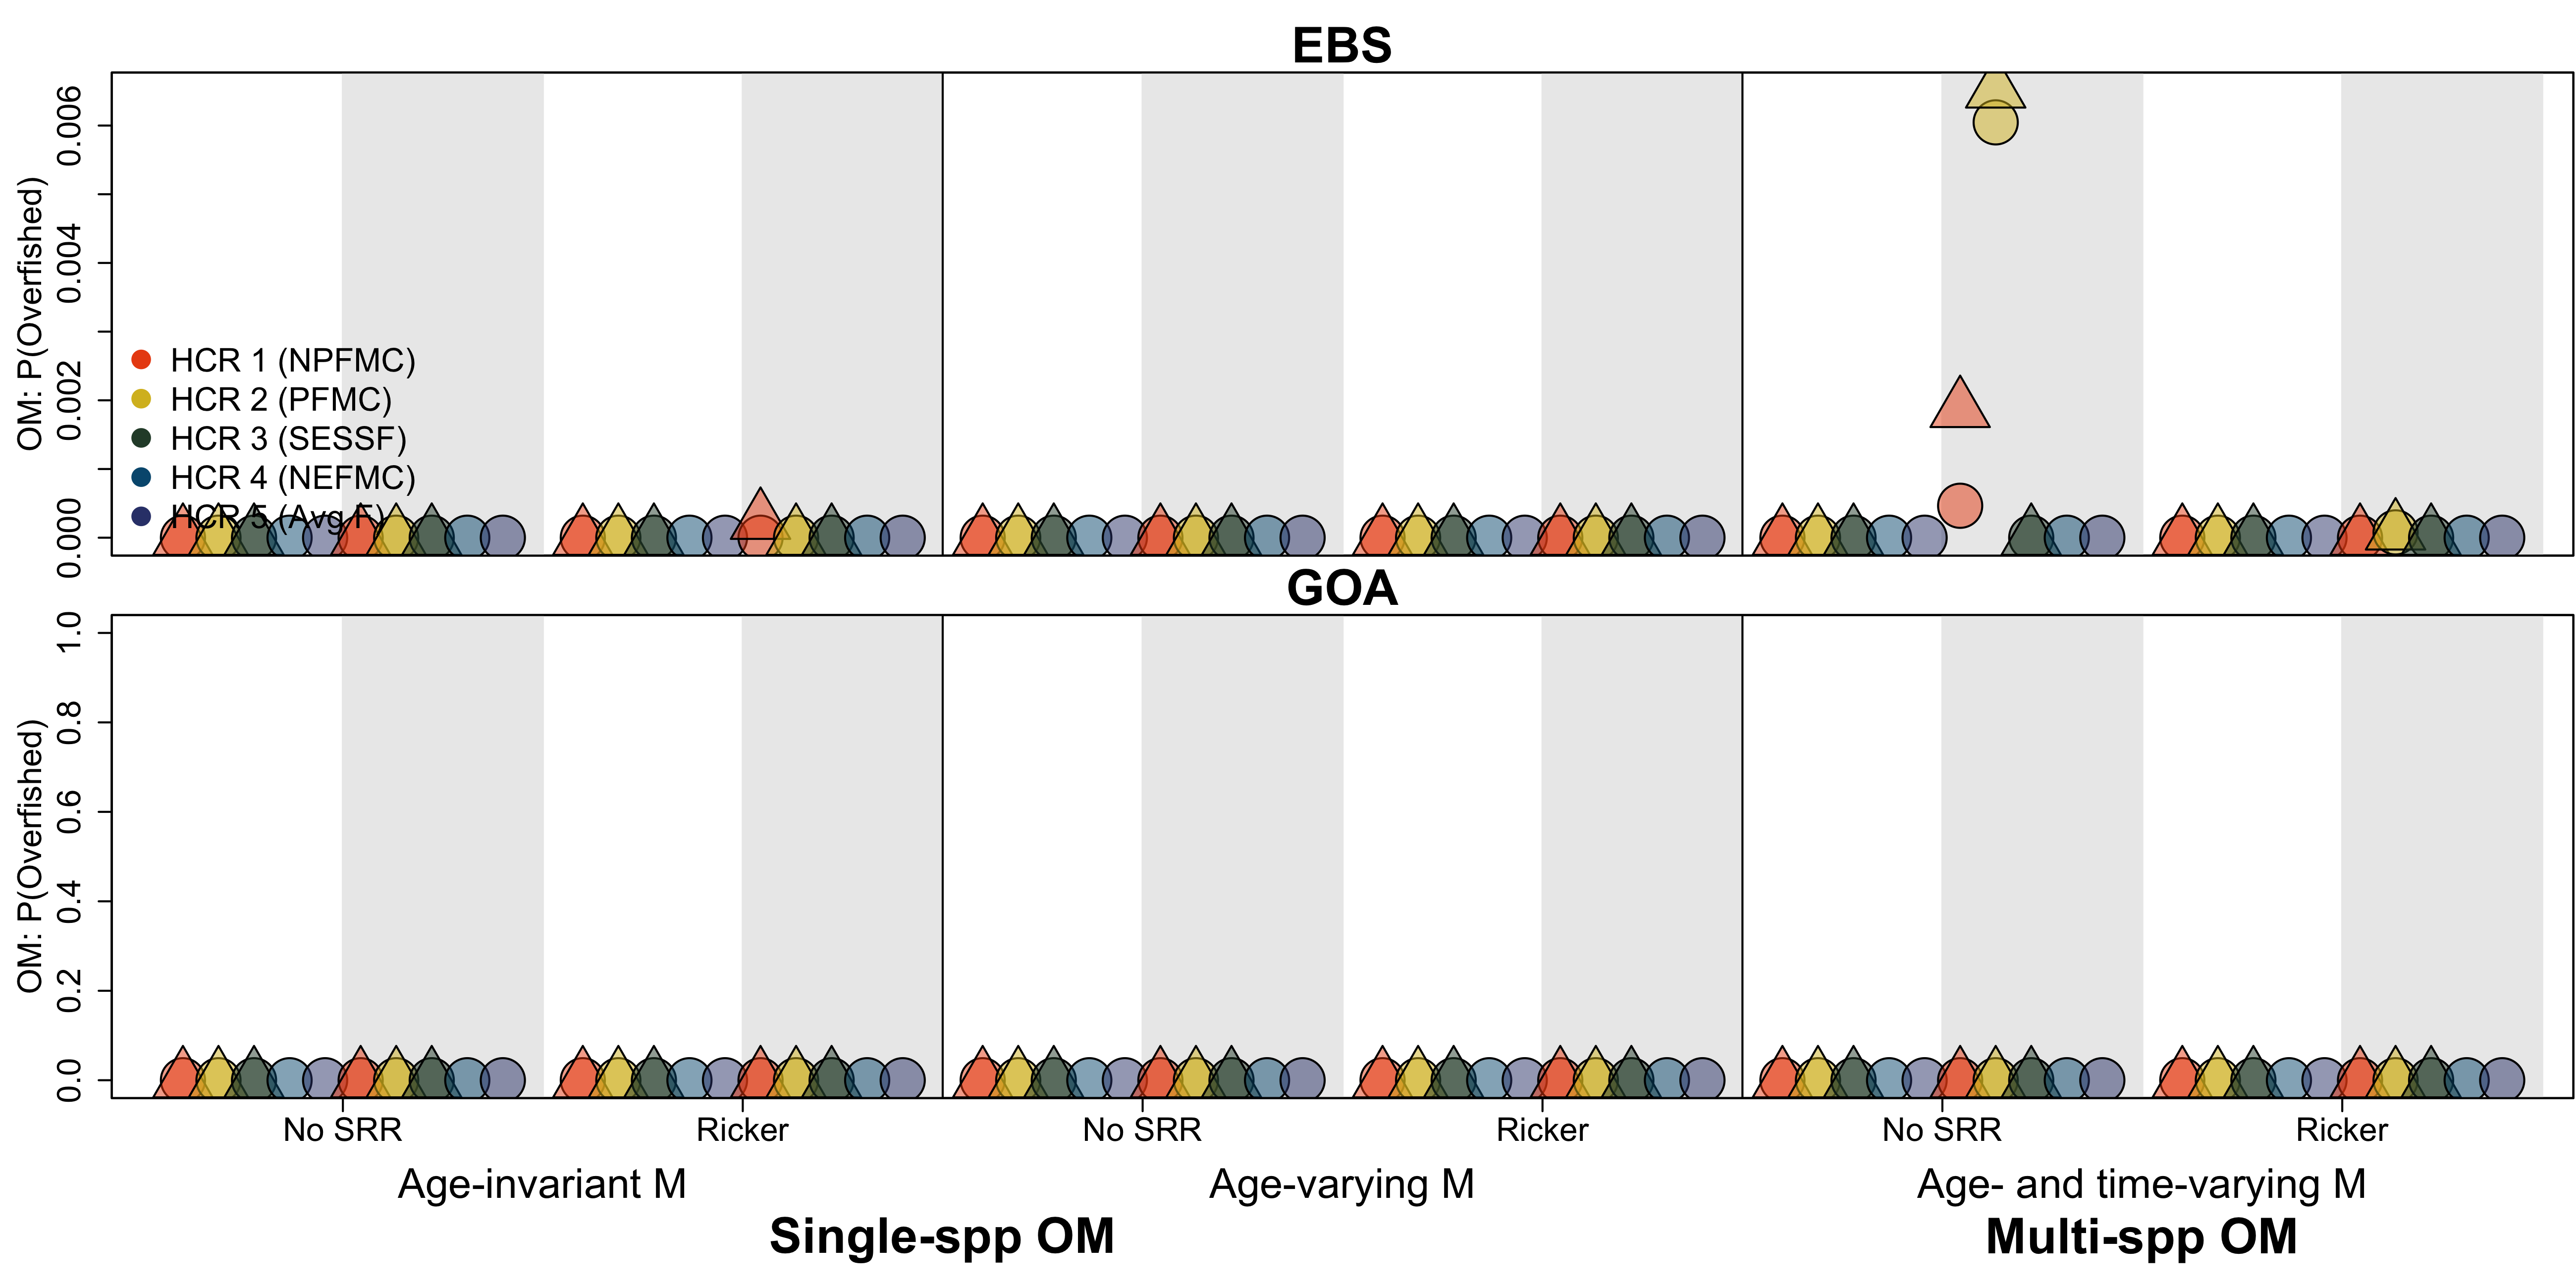 EBS
OM: P(Overfished)
0.006
0.004
0.002
0.000
HCR 1 (NPFMC)
HCR 2 (PFMC)
HCR 3 (SESSF)
HCR 4 (NEFMC)
HCR 5 (Avg F)
GOA
OM: P(Overfished)
1.0
0.8
0.6
0.4
0.2
0.0
No SRR Ricker No SRR Ricker No SRR Ricker
Age-invariant M Age-varying M Age- and time-varying M
Single-spp OM Multi-spp OM